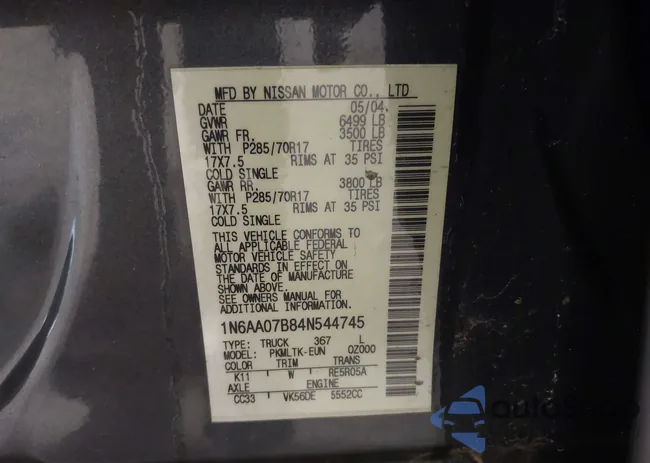 MFD BY NISSAN MOTOR CO., LTD
DATE 05/04
GVWR 6499 LB
GAWR FR. 3500 LB
WITH P285/70R17 TIRES
17X7.5 RIMS AT 35 PSI
COLD SINGLE
GAWR RR. 3800 LB
WITH P285/70R17 TIRES
17X7.5 RIMS AT 35 PSI
COLD SINGLE
THIS VEHICLE CONFORMS TO
ALL APPLICABLE FEDERAL
MOTOR VEHICLE SAFETY
STANDARDS IN EFFECT ON
THE DATE OF MANUFACTURE
SHOWN ABOVE.
SEE OWNERS MANUAL FOR
ADDITIONAL INFORMATION.
1N6AA07B84N544745
TYPE: TRUCK 367 L
MODEL: PKMLTK-EUN OZ000
COLOR TRIM TRANS
K11 W RE5R05A
AXLE ENGINE
CC33 VK56DE 5552CC